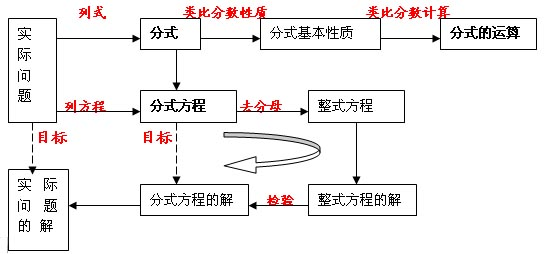 列式
类比分数性质
类比分数计算
实际问题
分式
分式基本性质
分式的运算
列方程
分式方程
去分母
整式方程
目标
目标
实际
问题
的解
分式方程的解
检验
整式方程的解